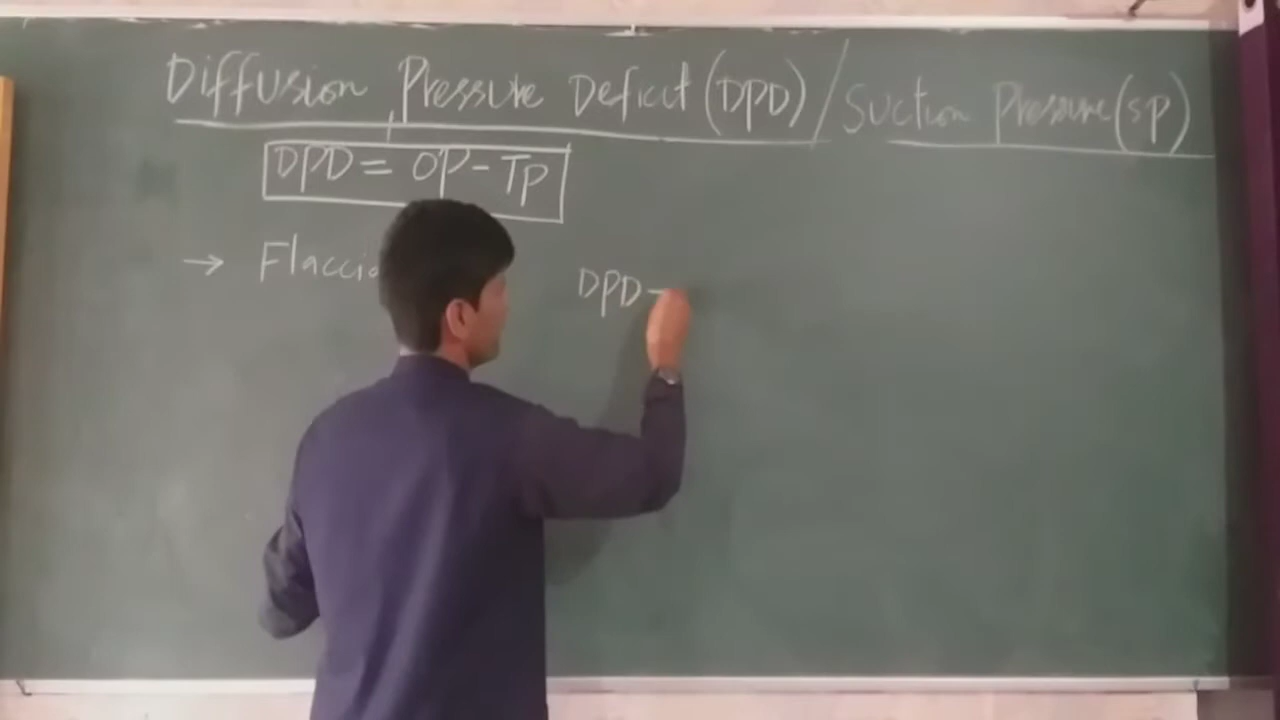 Diffusion Pressure Deficit (DPD) / Suction Pressure (SP)
DPD = OP - TP
→ Flaccid
DPD =